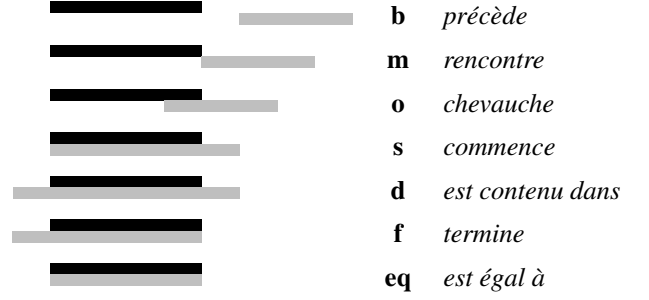 b précède
m rencontre
o chevauche
s commence
d est contenu dans
f termine
eq est égal à